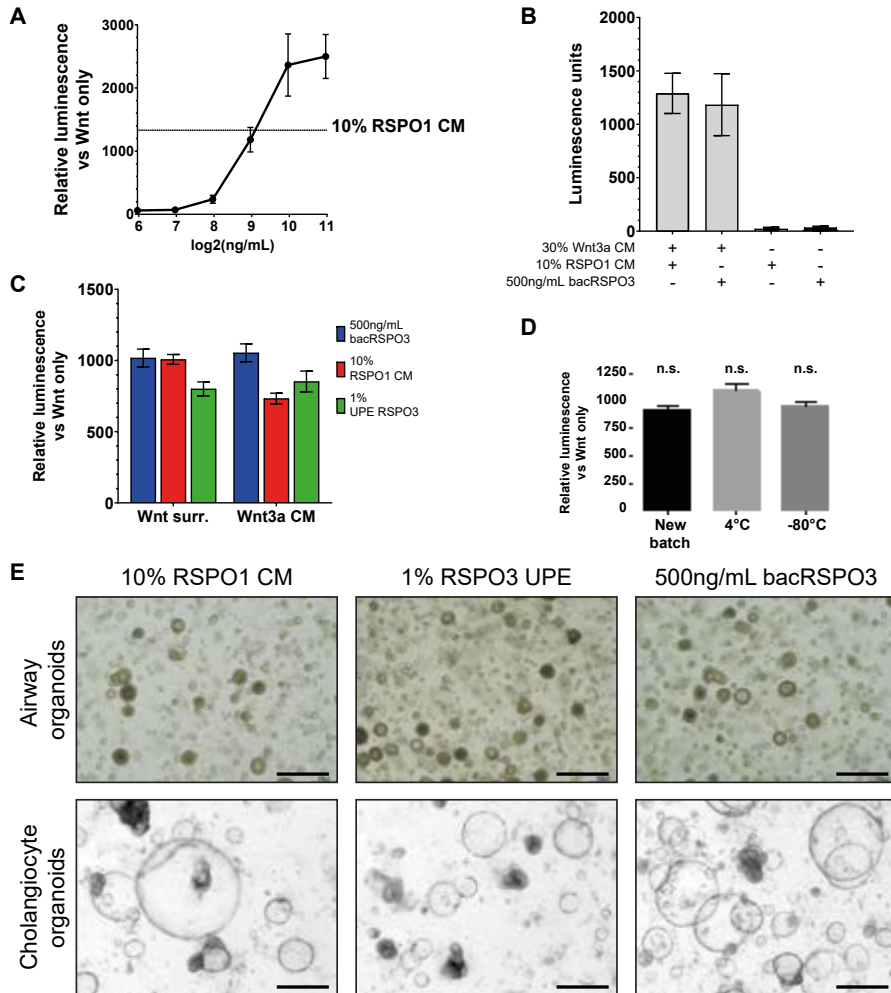 A
Relative luminescence
vs Wnt only
3000
2000
1000
0
10% RSPO1 CM
6 7 8 9 10 11
log2(ng/mL)
B
Luminescence units
2000
1500
1000
500
0
30% Wnt3a CM + + - -
10% RSPO1 CM + - + -
500ng/mL bacRSPO3 - + - +
C
Relative luminescence
vs Wnt only
1500
1000
500
0
Wnt surr. Wnt3a CM
500ng/mL
bacRSPO3
10%
RSPO1 CM
1%
UPE RSPO3
D
Relative luminescence
vs Wnt only
1250
1000
750
500
250
0
n.s. n.s. n.s.
New
batch
4°C -80°C
E
10% RSPO1 CM 1% RSPO3 UPE 500ng/mL bacRSPO3
Airway
organoids
Cholangiocyte
organoids